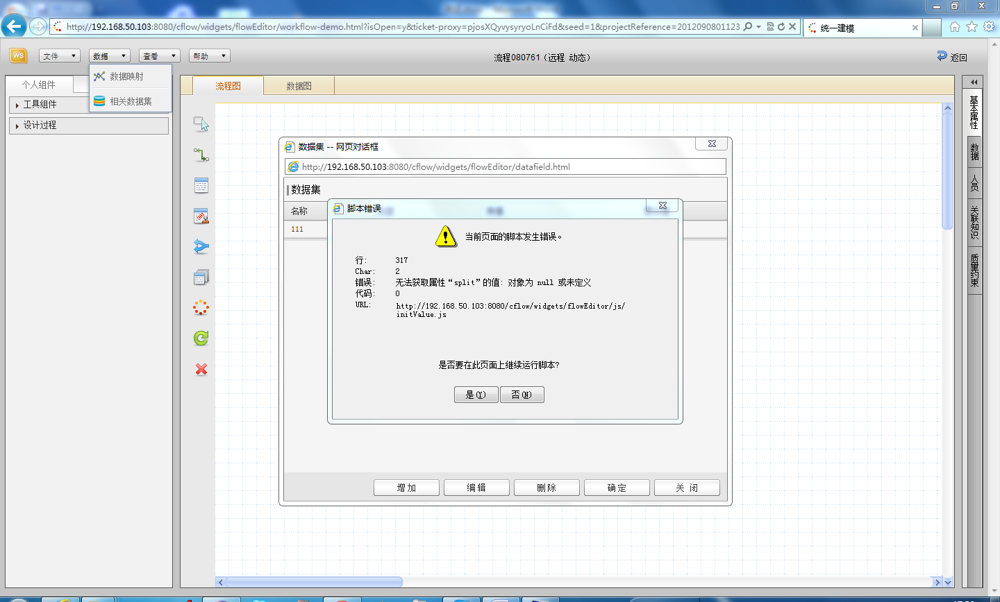 http://192.168.50.103:8080/cflow/widgets/flowEditor/workflow-demo.html?isOpen=y&ticket-proxy=pjosXQyvysyryoLnCiFd&seed=1&projectReference=2012090801123
统一建模
WS
文件
数据
查看
帮助
流程080761（远程 动态）
返回
数据映射
相关数据集
个人组件
工具组件
设计过程
流程图
数据图
基本属性
数据
人员
关联知识
质量约束
数据集 -- 网页对话框
http://192.168.50.103:8080/cflow/widgets/flowEditor/datafield.html
数据集
名称
111
脚本错误
当前页面的脚本发生错误。
行: 317
Char: 2
错误: 无法获取属性“split”的值: 对象为 null 或未定义
代码: 0
URL: http://192.168.50.103:8080/cflow/widgets/flowEditor/js/
initValue.js
是否要在此页面上继续运行脚本?
是(Y)
否(N)
增加
编辑
删除
确定
关 闭